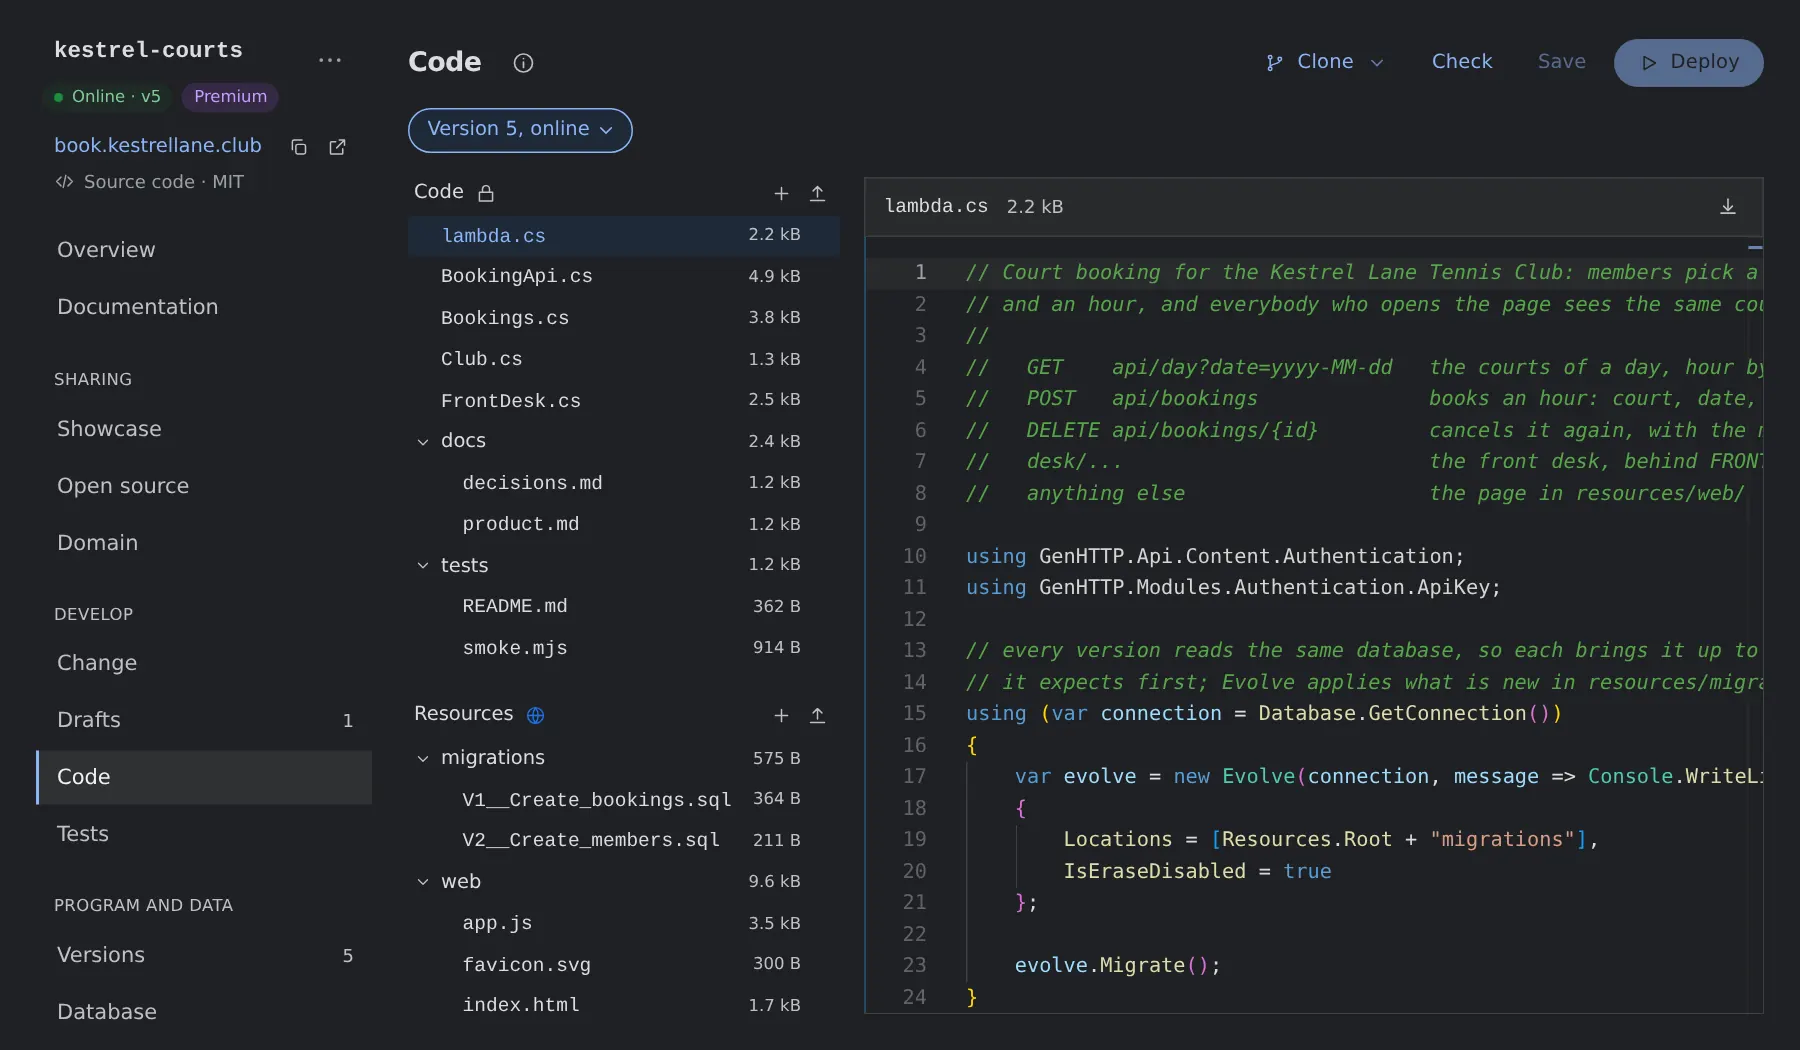 kestrel-courts
Online · v5
Premium
book.kestrellane.club
Source code · MIT
Overview
Documentation
SHARING
Showcase
Open source
Domain
DEVELOP
Change
Drafts 1
Code
Tests
PROGRAM AND DATA
Versions 5
Database
Code
Clone
Check
Save
Deploy
Version 5, online
Code
lambda.cs 2.2 kB
BookingApi.cs 4.9 kB
Bookings.cs 3.8 kB
Club.cs 1.3 kB
FrontDesk.cs 2.5 kB
docs 2.4 kB
decisions.md 1.2 kB
product.md 1.2 kB
tests 1.2 kB
README.md 362 B
smoke.mjs 914 B
Resources
migrations 575 B
V1__Create_bookings.sql 364 B
V2__Create_members.sql 211 B
web 9.6 kB
app.js 3.5 kB
favicon.svg 300 B
index.html 1.7 kB
lambda.cs 2.2 kB
1 // Court booking for the Kestrel Lane Tennis Club: members pick a
2 // and an hour, and everybody who opens the page sees the same cou
3 //
4 // GET api/day?date=yyyy-MM-dd the courts of a day, hour by
5 // POST api/bookings books an hour: court, date,
6 // DELETE api/bookings/{id} cancels it again, with the
7 // desk/... the front desk, behind FRONT
8 // anything else the page in resources/web/
9
10 using GenHTTP.Api.Content.Authentication;
11 using GenHTTP.Modules.Authentication.ApiKey;
12
13 // every version reads the same database, so each brings it up to
14 // it expects first; Evolve applies what is new in resources/migra
15 using (var connection = Database.GetConnection())
16 {
17 var evolve = new Evolve(connection, message => Console.WriteLi
18 {
19 Locations = [Resources.Root + "migrations"],
20 IsEraseDisabled = true
21 };
22
23 evolve.Migrate();
24 }